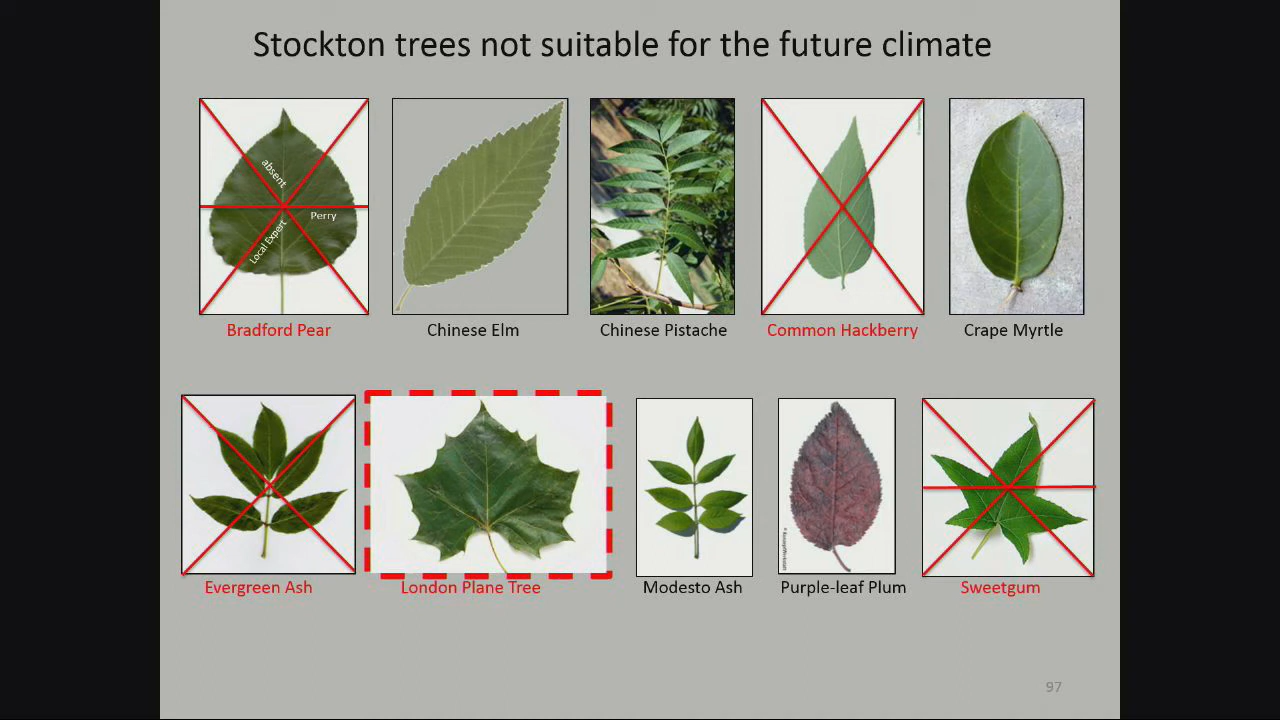 Stockton trees not suitable for the future climate
absent
Perry
Local Expert
Bradford Pear
Chinese Elm
Chinese Pistache
Common Hackberry
Crape Myrtle
Evergreen Ash
London Plane Tree
Modesto Ash
Purple-leaf Plum
Sweetgum
97